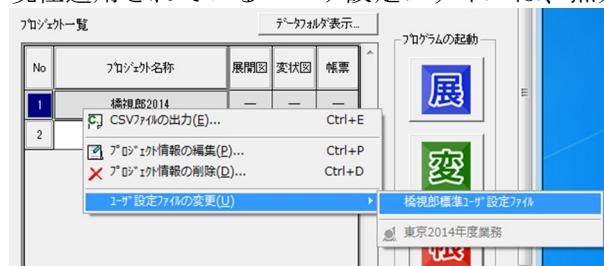 ﾌﾟﾛｼﾞｪｸﾄ一覧
ﾃﾞｰﾀﾌｫﾙﾀﾞ表示...
ﾌﾟﾛｸﾞﾗﾑの起動
No ﾌﾟﾛｼﾞｪｸﾄ名称 展開図 変状図 帳票
1 橋視郎2014 ― ― ―
2
展
CSVﾌｧｲﾙの出力(E)... Ctrl+E
ﾌﾟﾛｼﾞｪｸﾄ情報の編集(P)... Ctrl+P
ﾌﾟﾛｼﾞｪｸﾄ情報の削除(D)... Ctrl+D
変
ﾕｰｻﾞ設定ﾌｧｲﾙの変更(U)
橋視郎標準ﾕｰｻﾞ設定ﾌｧｲﾙ
東京2014年度業務
帳